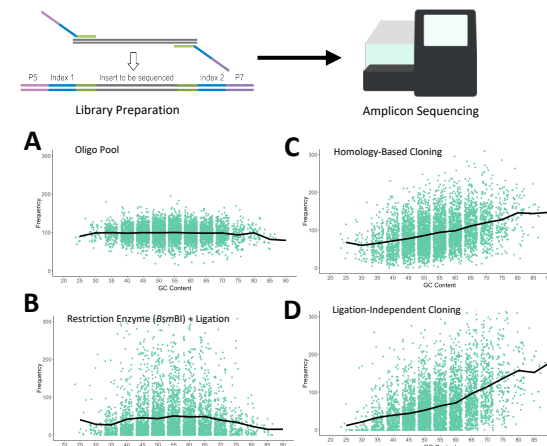 P5 Index 1 Insert to be sequenced Index 2 P7
Library Preparation
Amplicon Sequencing
A
Oligo Pool
300
200
100
0
Frequency
20 25 30 35 40 45 50 55 60 65 70 75 80 85 90
GC Content
C
Homology-Based Cloning
300
200
100
0
Frequency
20 25 30 35 40 45 50 55 60 65 70 75 80 85 90
GC Content
B
Restriction Enzyme (BsmBI) + Ligation
300
200
100
0
Frequency
20 25 30 35 40 45 50 55 60 65 70 75 80 85 90
D
Ligation-Independent Cloning
300
200
100
0
Frequency
20 25 30 35 40 45 50 55 60 65 70 75 80 85 90